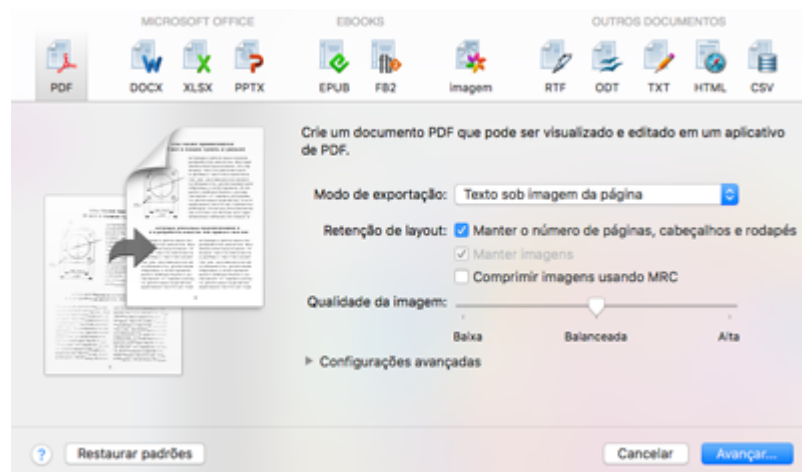 MICROSOFT OFFICE EBOOKS OUTROS DOCUMENTOS
PDF DOCX XLSX PPTX EPUB FB2 imagem RTF ODT TXT HTML CSV
Crie um documento PDF que pode ser visualizado e editado em um aplicativo
de PDF.
Modo de exportação: Texto sob imagem da página
Retenção de layout: Manter o número de páginas, cabeçalhos e rodapés
Manter imagens
Comprimir imagens usando MRC
Qualidade da imagem:
Baixa Balanceada Alta
Configurações avançadas
? Restaurar padrões Cancelar Avançar...